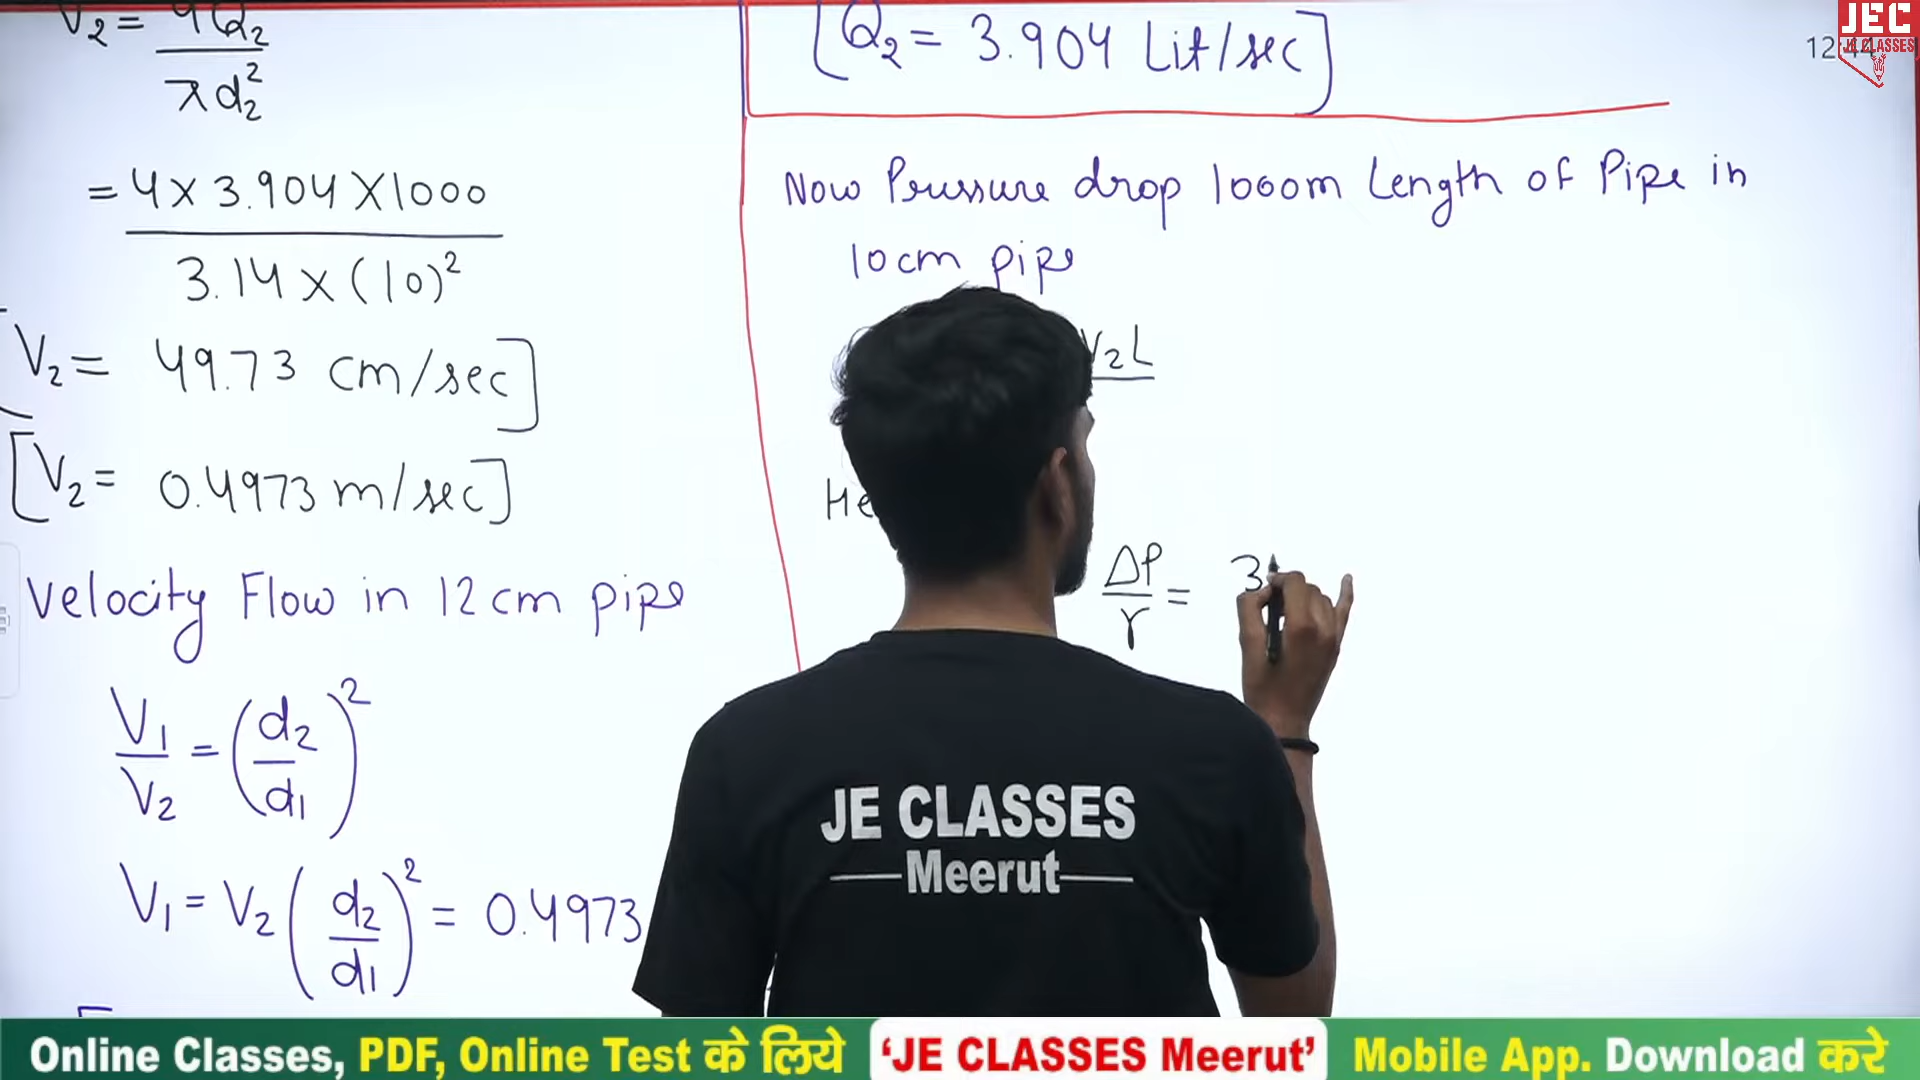 V₂ = 4Q₂ / πd₂²
= 4 × 3.904 × 1000 / 3.14 × (10)²
V₂ = 49.73 cm/sec]
[V₂ = 0.4973 m/sec]
Velocity Flow in 12 cm pipe
V₁/V₂ = (d₂/d₁)²
V₁ = V₂ (d₂/d₁)² = 0.4973
[Q₂ = 3.904 Lit/sec]
Now Pressure drop 1000m Length of Pipe in
10cm pipe
V₂L
He
ΔP/γ = 3
JE CLASSES
Meerut
JEC
JE CLASSES
Online Classes, PDF, Online Test के लिये 'JE CLASSES Meerut' Mobile App. Download करे